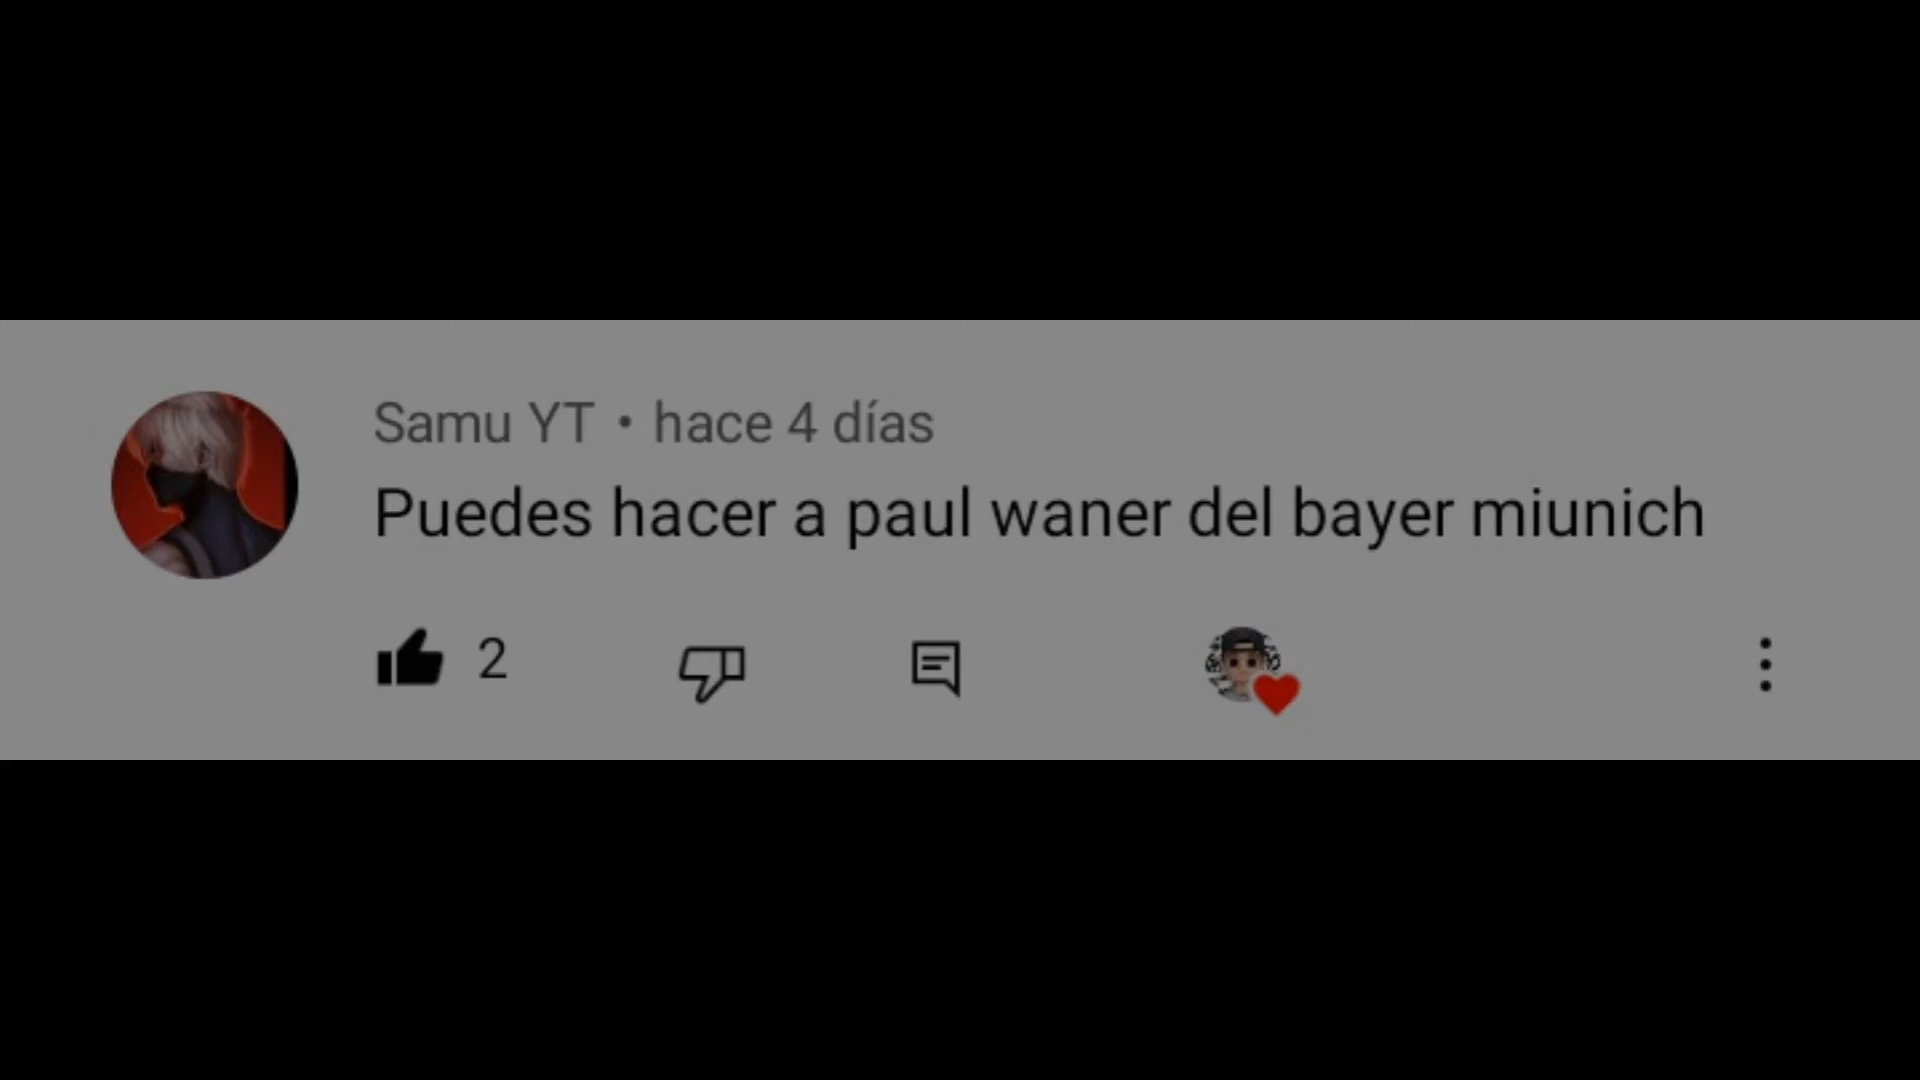 Samu YT • hace 4 días
Puedes hacer a paul waner del bayer miunich
2